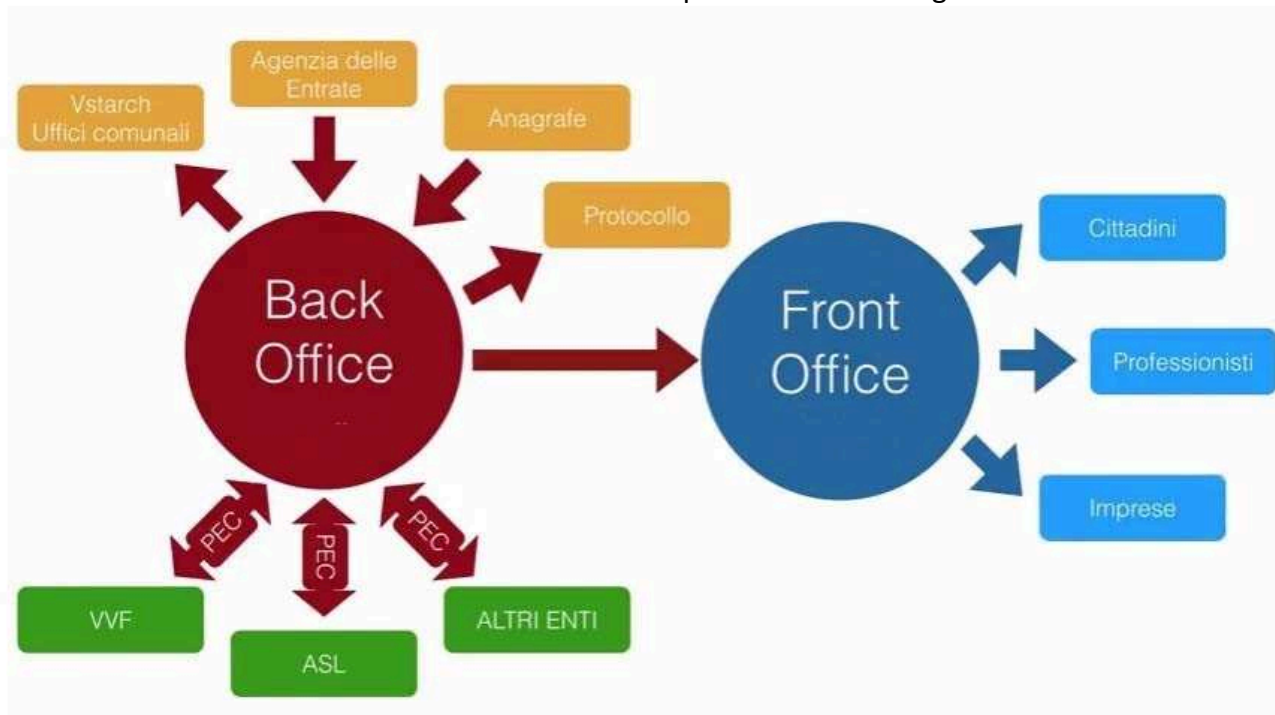 Agenzia delle
Entrate
Vstarch
Uffici comunali
Anagrafe
Protocollo
Back
Office
Front
Office
Cittadini
Professionisti
Imprese
PEC
PEC
PEC
VVF
ASL
ALTRI ENTI